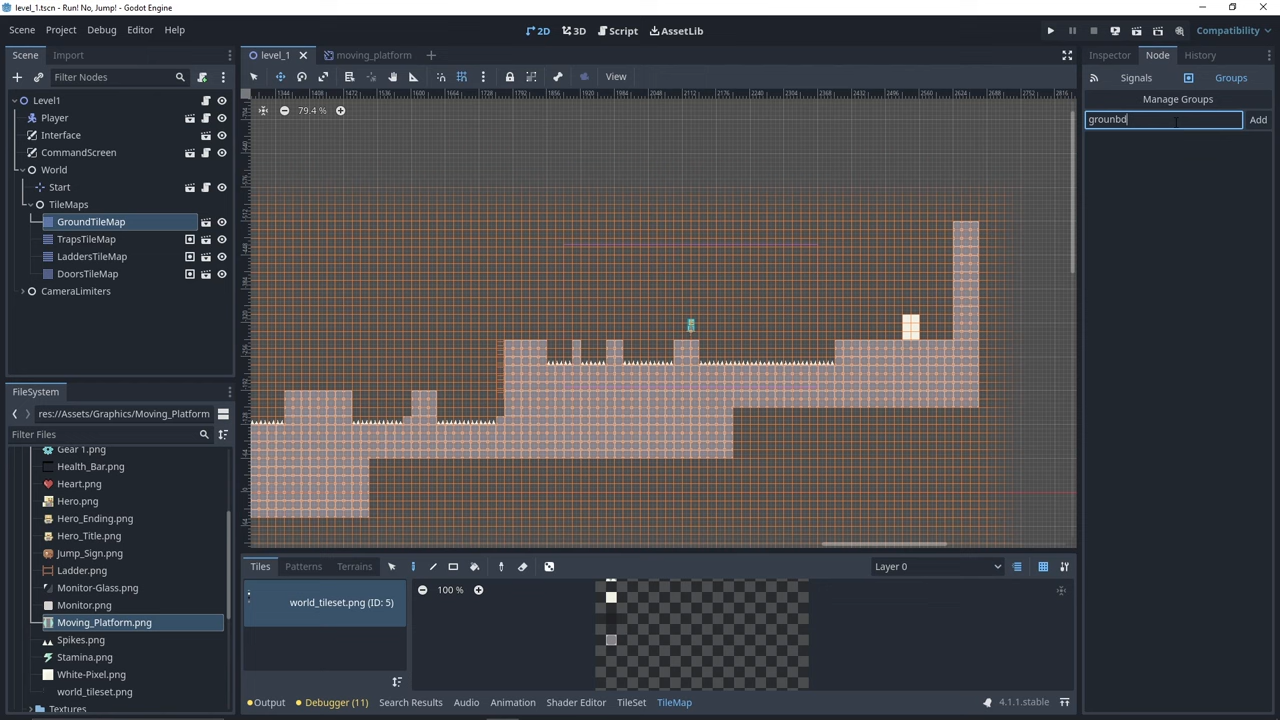 level_1.tscn - Run! No, Jump! - Godot Engine
Scene Project Debug Editor Help
2D 3D Script AssetLib
Compatibility
Scene Import
level_1 moving_platform
Inspector Node History
Filter Nodes
View
Signals Groups
Manage Groups
grounbd Add
79.4 %
Level1
Player
Interface
CommandScreen
World
Start
TileMaps
GroundTileMap
TrapsTileMap
LaddersTileMap
DoorsTileMap
CameraLimiters
FileSystem
res://Assets/Graphics/Moving_Platform
Filter Files
Gear 1.png
Health_Bar.png
Heart.png
Hero.png
Hero_Ending.png
Hero_Title.png
Jump_Sign.png
Ladder.png
Monitor-Glass.png
Monitor.png
Moving_Platform.png
Spikes.png
Stamina.png
White-Pixel.png
world_tileset.png
Textures
Tiles Patterns Terrains
Layer 0
world_tileset.png (ID: 5)
100 %
Output Debugger (11) Search Results Audio Animation Shader Editor TileSet TileMap
4.1.1.stable